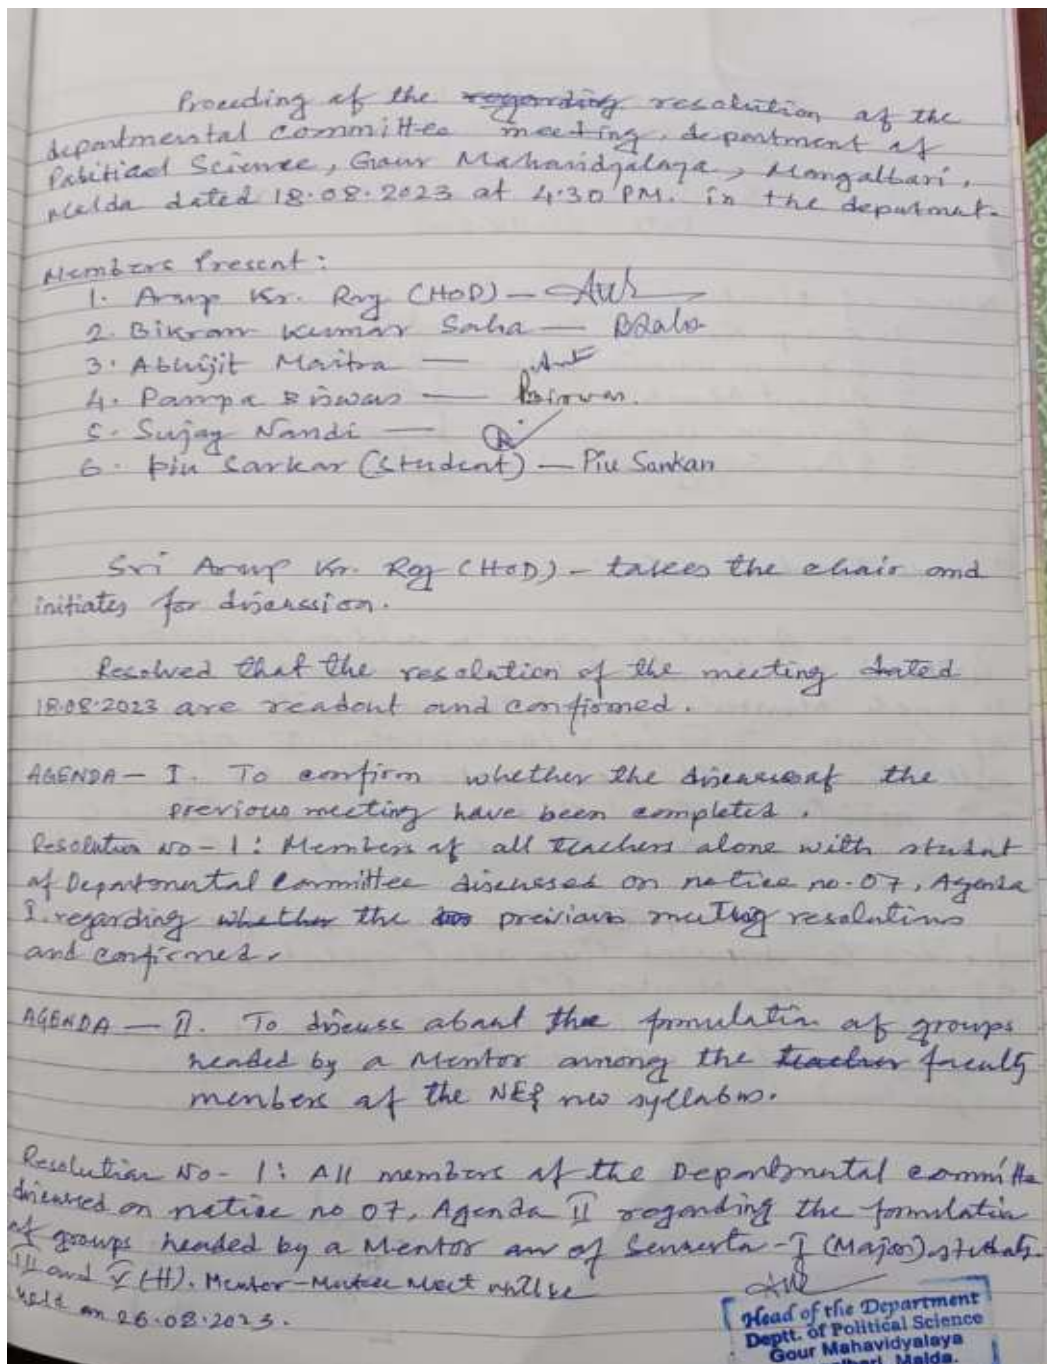 Proceeding of the regarding resolution of the
departmental committee meeting, department of
Political Science, Gour Mahavidyalaya, Mangalbari,
Malda dated 18.08.2023 at 4.30 PM. in the departmet.
Members Present:
1. Arup Kr. Roy (HOD) —
2. Bikram Kumar Saha — BSaha
3. Abhijit Maitra —
4. Pampa Biswas — Biswas.
5. Sujay Nandi —
6. Piu Sarkar (Student) — Piu Sarkar
Sri Arup Kr. Roy (HOD) – takes the chair and
initiates for discussion.
Resolved that the resolution of the meeting dated
18.08.2023 are readout and confirmed.
AGENDA — I. To confirm whether the the
previous meeting have been completed.
Resolution NO – 1: Members of all teachers alone with student
of Departmental Committee discussed on notice no. 07, Agenda
I. regarding whether the previous meeting resolutions
and confirmed.
AGENDA — II. To discuss about the formulation of groups
headed by a Mentor among the teacher faculty
members of the NEP new syllabus.
Resolution No – 1: All members of the Departmental committe
discussed on notice no 07, Agenda II regarding the formulation
of groups headed by a Mentor of Semester – I (Major) students.
III and V (H). Mentor-Mentee Meet will be
held on 26.08.2023.
Head of the Department
Deptt. of Political Science
Gour Mahavidyalaya
Malda.